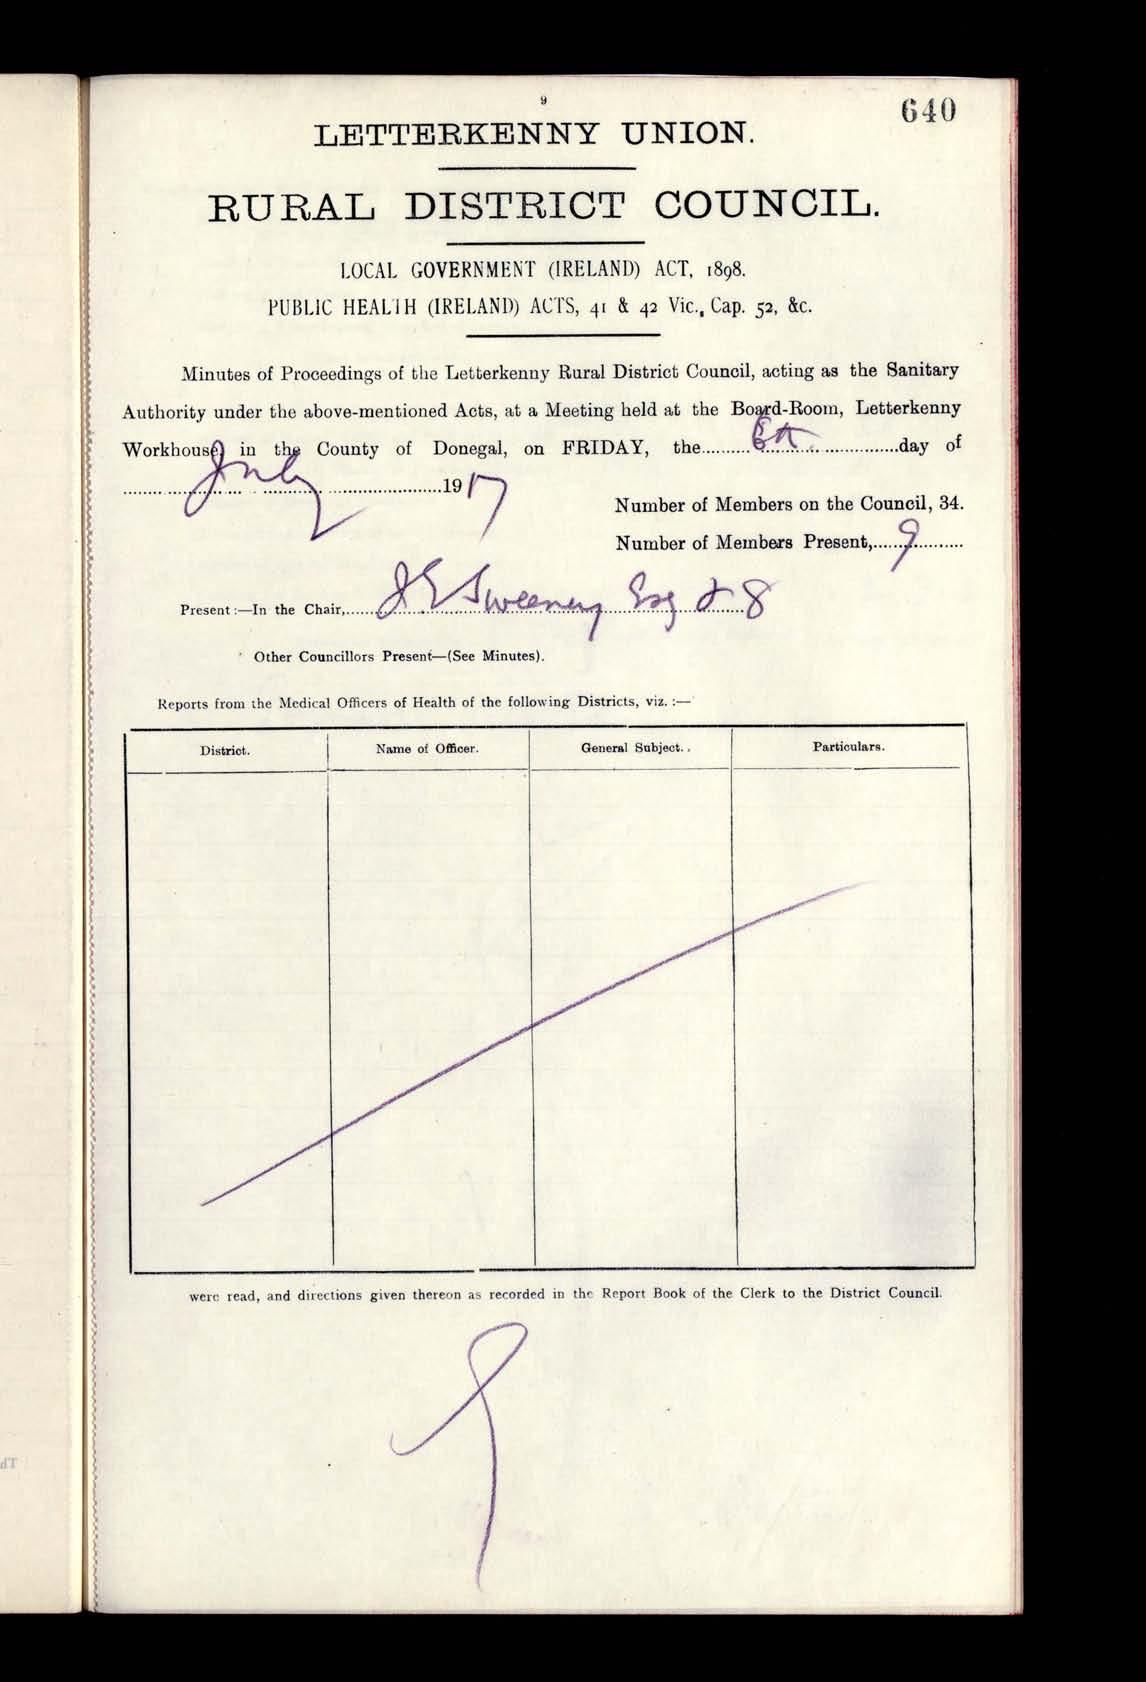 9
640
LETTERKENNY UNION.
RURAL DISTRICT COUNCIL.
LOCAL GOVERNMENT (IRELAND) ACT, 1898.
PUBLIC HEALTH (IRELAND) ACTS, 41 & 42 Vic., Cap. 52, &c.
Minutes of Proceedings of the Letterkenny Rural District Council, acting as the Sanitary
Authority under the above-mentioned Acts, at a Meeting held at the Board-Room, Letterkenny
Workhouse, in the County of Donegal, on FRIDAY, the 6th day of
July 1917
Number of Members on the Council, 34.
Number of Members Present, 9
Present:—In the Chair, J E Sweeney Esq & 8
Other Councillors Present—(See Minutes).
Reports from the Medical Officers of Health of the following Districts, viz. :—
District. Name of Officer. General Subject. Particulars.
were read, and directions given thereon as recorded in the Report Book of the Clerk to the District Council.